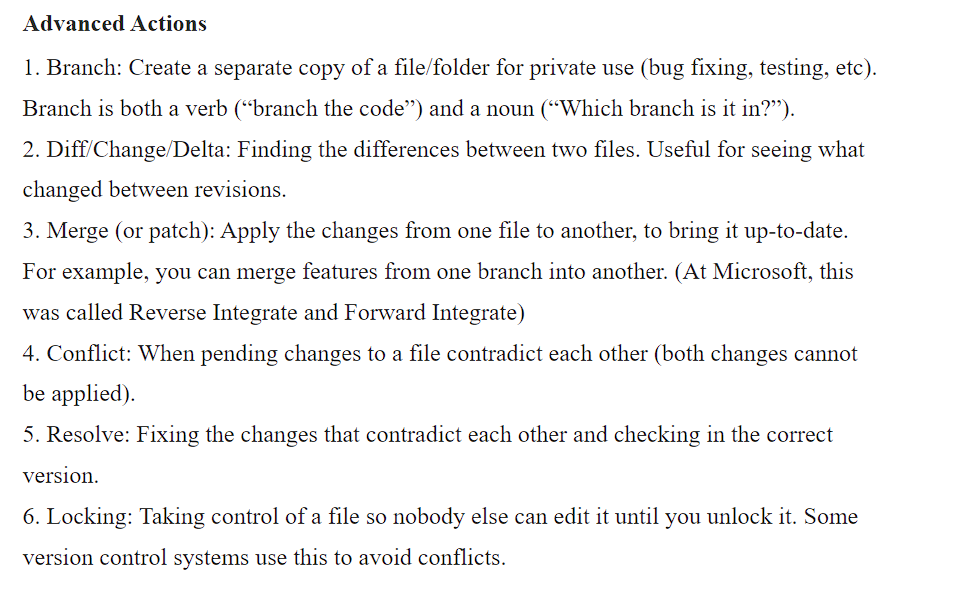 Advanced Actions
1. Branch: Create a separate copy of a file/folder for private use (bug fixing, testing, etc).
Branch is both a verb (“branch the code”) and a noun (“Which branch is it in?”).
2. Diff/Change/Delta: Finding the differences between two files. Useful for seeing what
changed between revisions.
3. Merge (or patch): Apply the changes from one file to another, to bring it up-to-date.
For example, you can merge features from one branch into another. (At Microsoft, this
was called Reverse Integrate and Forward Integrate)
4. Conflict: When pending changes to a file contradict each other (both changes cannot
be applied).
5. Resolve: Fixing the changes that contradict each other and checking in the correct
version.
6. Locking: Taking control of a file so nobody else can edit it until you unlock it. Some
version control systems use this to avoid conflicts.